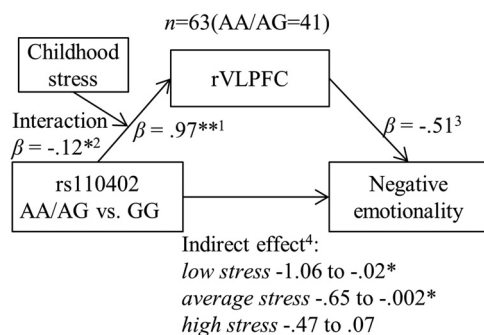 n=63(AA/AG=41)
Childhood
stress
rVLPFC
Interaction
β = -.12*²
β = .97**¹
β = -.51³
rs110402
AA/AG vs. GG
Negative
emotionality
Indirect effect⁴:
low stress -1.06 to -.02*
average stress -.65 to -.002*
high stress -.47 to .07